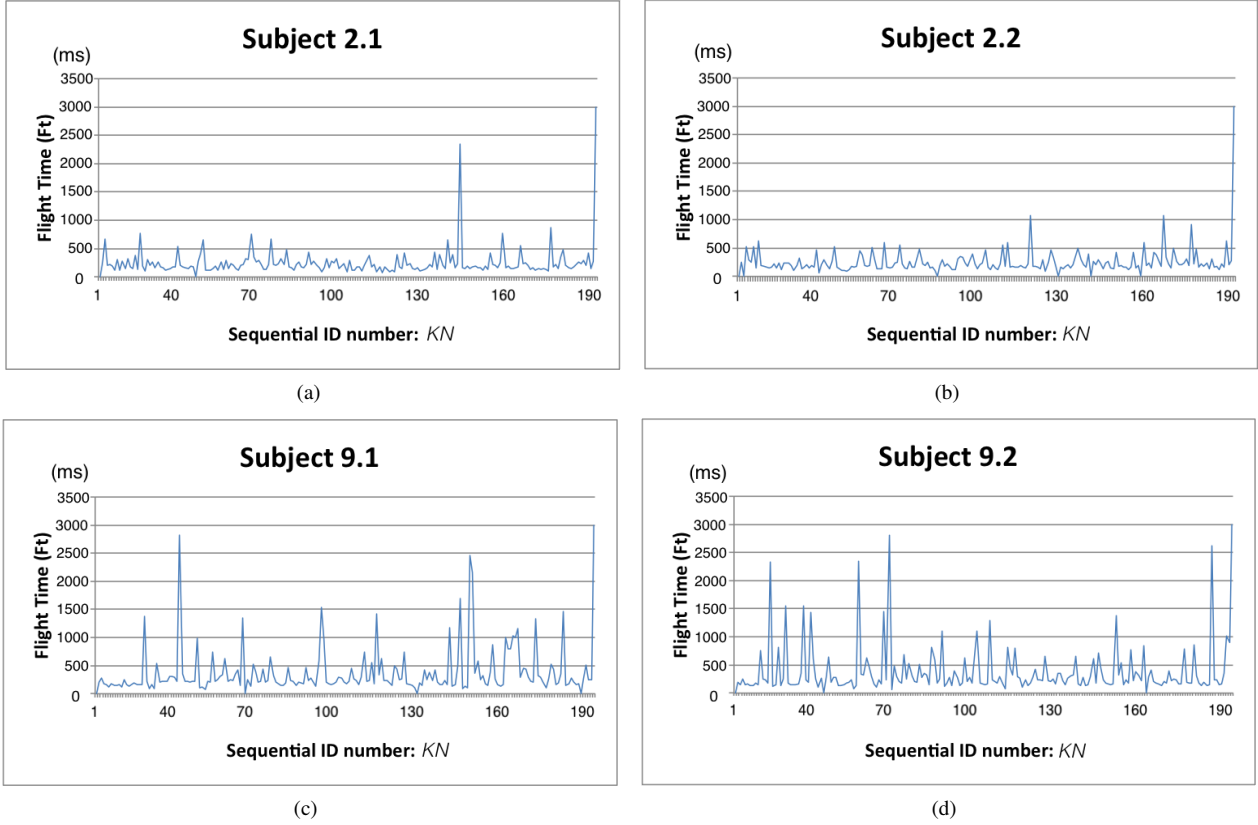 Subject 2.1
(ms)
Flight Time (Ft)
3500
3000
2500
2000
1500
1000
500
0
1 40 70 100 130 160 190
Sequential ID number: KN
(a)
Subject 2.2
(ms)
Flight Time (Ft)
3500
3000
2500
2000
1500
1000
500
0
1 40 70 100 130 160 190
Sequential ID number: KN
(b)
Subject 9.1
(ms)
Flight Time (Ft)
3500
3000
2500
2000
1500
1000
500
0
1 40 70 100 130 160 190
Sequential ID number: KN
(c)
Subject 9.2
(ms)
Flight Time (Ft)
3500
3000
2500
2000
1500
1000
500
0
1 40 70 100 130 160 190
Sequential ID number: KN
(d)